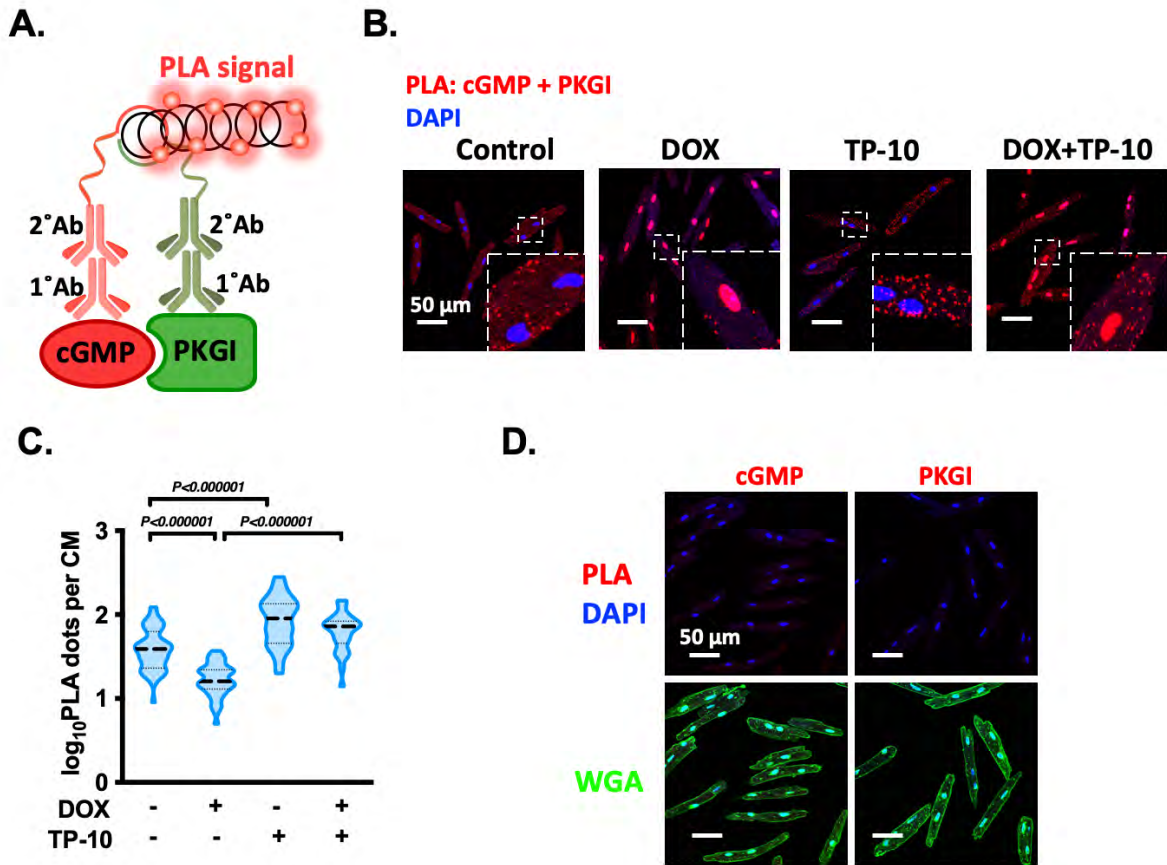 A.
PLA signal
2°Ab
2°Ab
1°Ab
1°Ab
cGMP
PKGI
B.
PLA: cGMP + PKGI
DAPI
Control
DOX
TP-10
DOX+TP-10
50 µm
C.
P<0.000001
P<0.000001
P<0.000001
3
2
1
0
log10PLA dots per CM
DOX
- + - +
TP-10
- - + +
D.
cGMP
PKGI
PLA
DAPI
50 µm
WGA